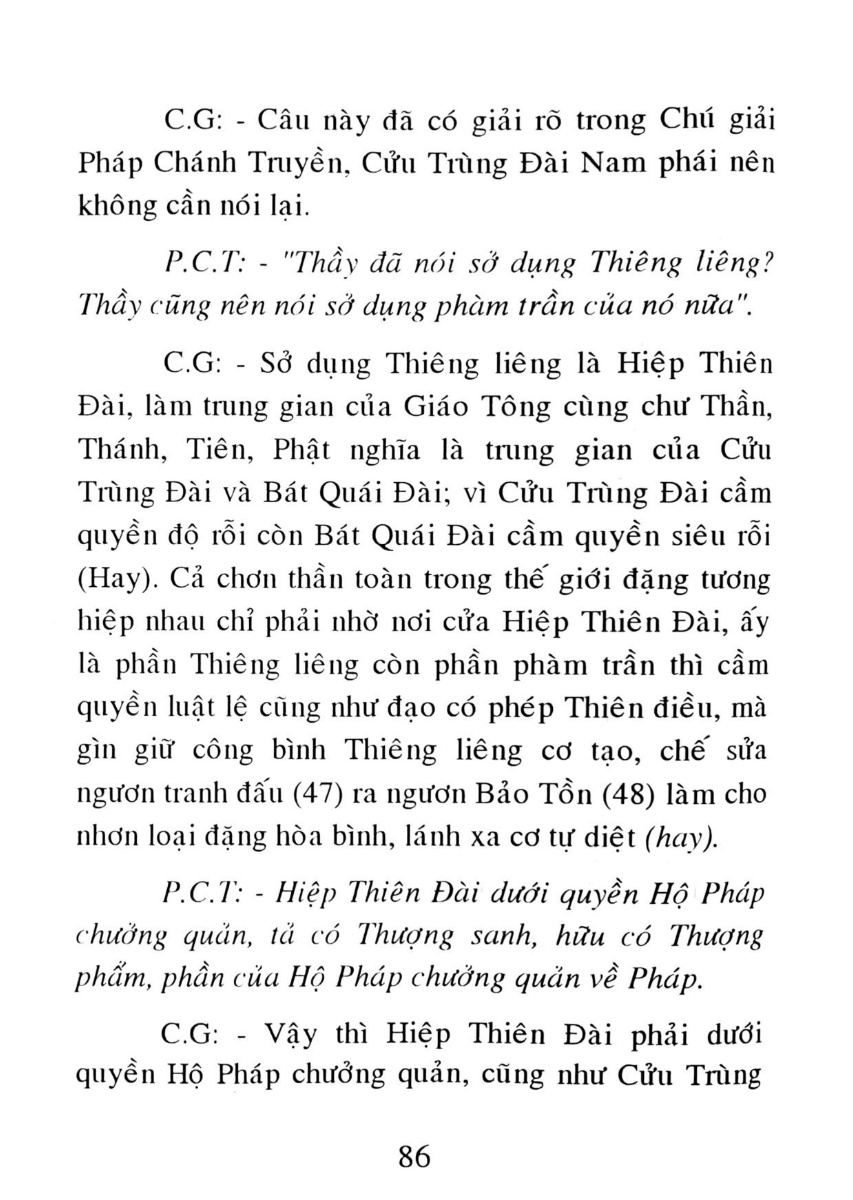 C.G: - Câu này đã có giải rõ trong Chú giải
Pháp Chánh Truyền, Cửu Trùng Đài Nam phái nên
không cần nói lại.
P.C.T: - "Thầy đã nói sở dụng Thiêng liêng?
Thầy cũng nên nói sở dụng phàm trần của nó nữa".
C.G: - Sở dụng Thiêng liêng là Hiệp Thiên
Đài, làm trung gian của Giáo Tông cùng chư Thần,
Thánh, Tiên, Phật nghĩa là trung gian của Cửu
Trùng Đài và Bát Quái Đài; vì Cửu Trùng Đài cầm
quyền độ rỗi còn Bát Quái Đài cầm quyền siêu rỗi
(Hay). Cả chơn thần toàn trong thế giới đặng tương
hiệp nhau chỉ phải nhờ nơi cửa Hiệp Thiên Đài, ấy
là phần Thiêng liêng còn phần phàm trần thì cầm
quyền luật lệ cũng như đạo có phép Thiên điều, mà
gìn giữ công bình Thiêng liêng cơ tạo, chế sửa
ngươn tranh đấu (47) ra ngươn Bảo Tồn (48) làm cho
nhơn loại đặng hòa bình, lánh xa cơ tự diệt (hay).
P.C.T: - Hiệp Thiên Đài dưới quyền Hộ Pháp
chưởng quản, tả có Thượng sanh, hữu có Thượng
phẩm, phần của Hộ Pháp chưởng quản về Pháp.
C.G: - Vậy thì Hiệp Thiên Đài phải dưới
quyền Hộ Pháp chưởng quản, cũng như Cửu Trùng
86